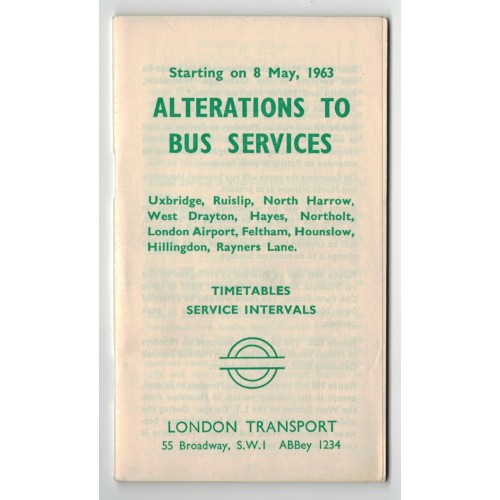 Starting on 8 May, 1963
ALTERATIONS TO
BUS SERVICES
Uxbridge, Ruislip, North Harrow,
West Drayton, Hayes, Northolt,
London Airport, Feltham, Hounslow,
Hillingdon, Rayners Lane.
TIMETABLES
SERVICE INTERVALS
LONDON TRANSPORT
55 Broadway, S.W.1 ABBey 1234